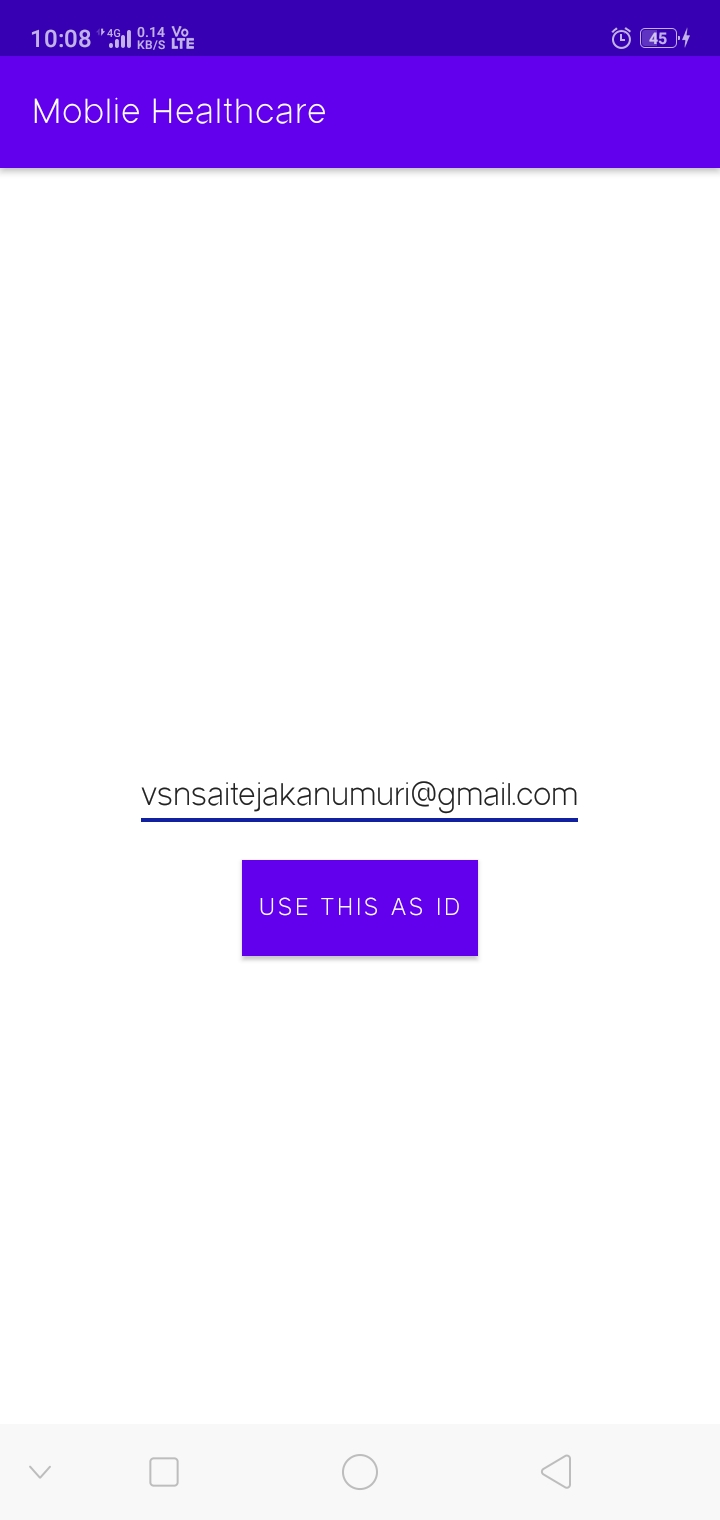 10:08 4G 0.14 KB/S Vo LTE 45
Moblie Healthcare
vsnsaitejakanumuri@gmail.com
USE THIS AS ID